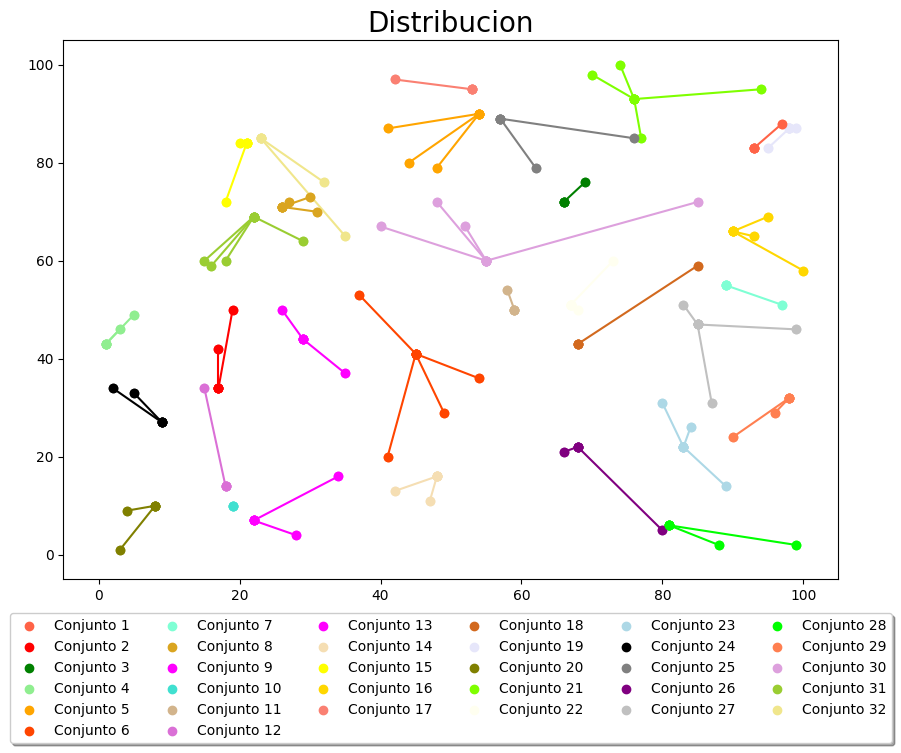 Distribucion
100
80
60
40
20
0
0 20 40 60 80 100
Conjunto 1 Conjunto 7 Conjunto 13 Conjunto 18 Conjunto 23 Conjunto 28
Conjunto 2 Conjunto 8 Conjunto 14 Conjunto 19 Conjunto 24 Conjunto 29
Conjunto 3 Conjunto 9 Conjunto 15 Conjunto 20 Conjunto 25 Conjunto 30
Conjunto 4 Conjunto 10 Conjunto 16 Conjunto 21 Conjunto 26 Conjunto 31
Conjunto 5 Conjunto 11 Conjunto 17 Conjunto 22 Conjunto 27 Conjunto 32
Conjunto 6 Conjunto 12